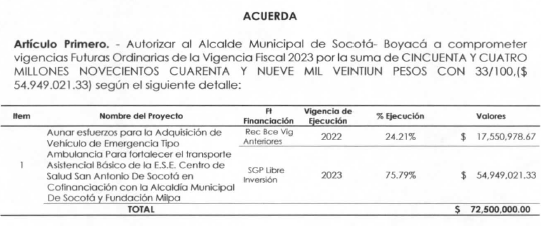 ACUERDA
Artículo Primero. - Autorizar al Alcalde Municipal de Socotá- Boyacá a comprometer
vigencias Futuras Ordinarias de la Vigencia Fiscal 2023 por la suma de CINCUENTA Y CUATRO
MILLONES NOVECIENTOS CUARENTA Y NUEVE MIL VEINTIUN PESOS CON 33/100,($
54.949.021.33) según el siguiente detalle:
Item Nombre del Proyecto Ft Financiación Vigencia de Ejecución % Ejecución Valores
1
Aunar esfuerzos para la Adquisición de
Vehículo de Emergencia Tipo
Ambulancia Para fortalecer el transporte
Asistencial Básico de la E.S.E. Centro de
Salud San Antonio De Socotá en
Cofinanciación con la Alcaldía Municipal
De Socotá y Fundación Milpa
Rec Bce Vig
Anteriores
2022 24.21% $ 17,550,978.67
SGP Libre
Inversión
2023 75.79% $ 54,949,021.33
TOTAL $ 72,500,000.00